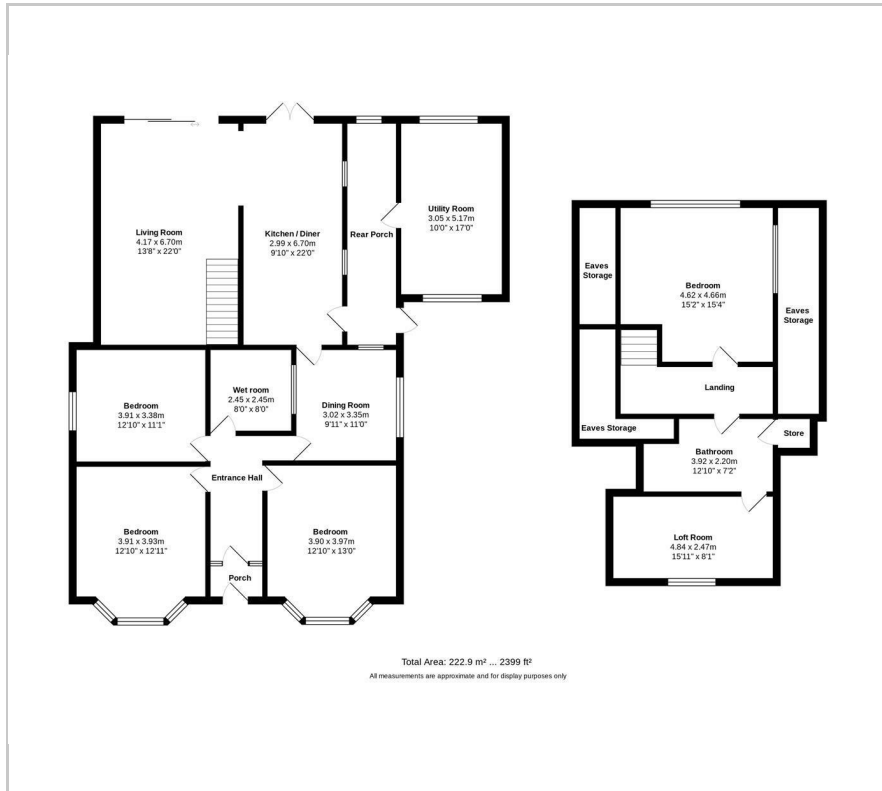 Living Room
4.17 x 6.70m
13'8" x 22'0"
Kitchen / Diner
2.99 x 6.70m
9'10" x 22'0"
Rear Porch
Utility Room
3.05 x 5.17m
10'0" x 17'0"
Bedroom
3.91 x 3.38m
12'10" x 11'1"
Wet room
2.45 x 2.45m
8'0" x 8'0"
Dining Room
3.02 x 3.35m
9'11" x 11'0"
Entrance Hall
Bedroom
3.91 x 3.93m
12'10" x 12'11"
Porch
Bedroom
3.90 x 3.97m
12'10" x 13'0"
Eaves
Storage
Bedroom
4.62 x 4.66m
15'2" x 15'4"
Eaves
Storage
Landing
Eaves Storage
Bathroom
3.92 x 2.20m
12'10" x 7'2"
Store
Loft Room
4.84 x 2.47m
15'11" x 8'1"
Total Area: 222.9 m² ... 2399 ft²
All measurements are approximate and for display purposes only